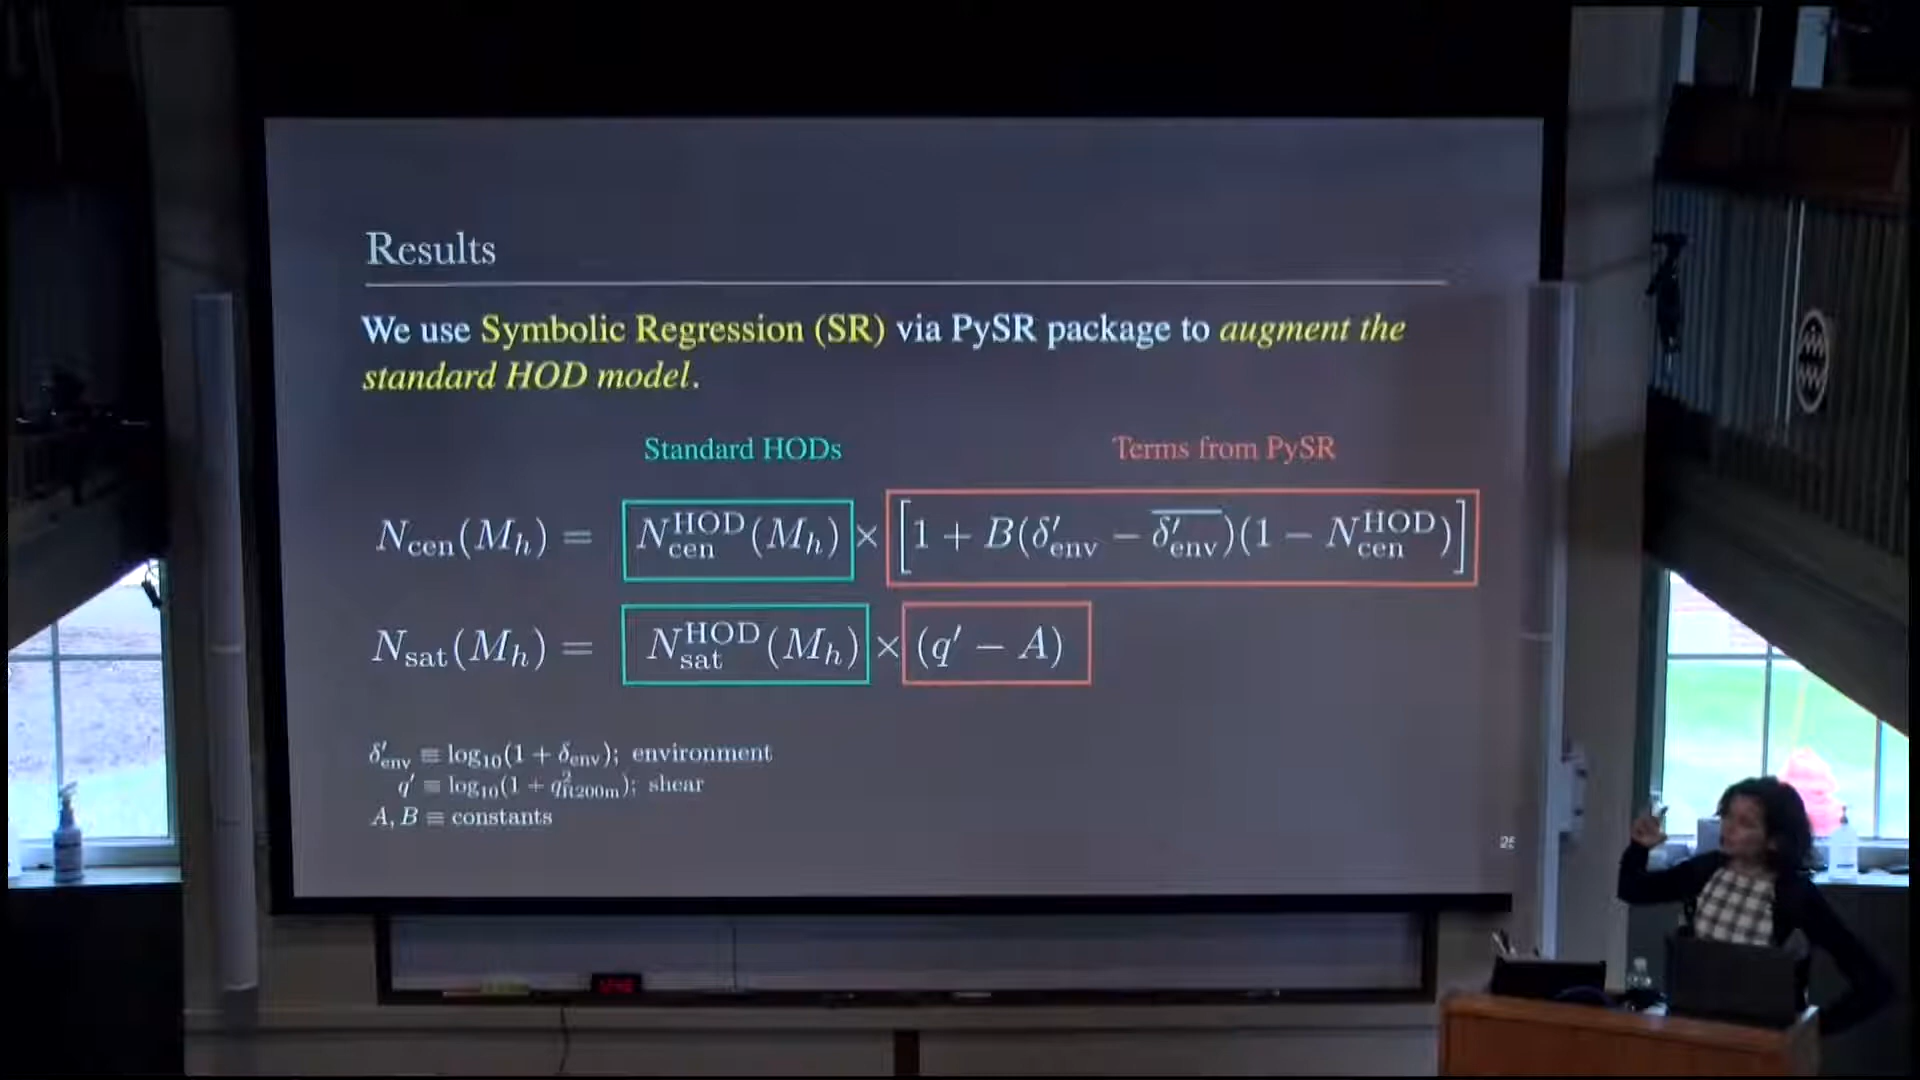 Results
We use Symbolic Regression (SR) via PySR package to augment the
standard HOD model.
Standard HODs Terms from PySR
N_cen(M_h) = N_cen^HOD(M_h) × [1 + B(δ′_env − \overline{δ′_env})(1 − N_cen^HOD)]
N_sat(M_h) = N_sat^HOD(M_h) × (q′ − A)
δ′_env ≡ log₁₀(1 + δ_env); environment
q′ ≡ log₁₀(1 + q²_R200m); shear
A, B ≡ constants